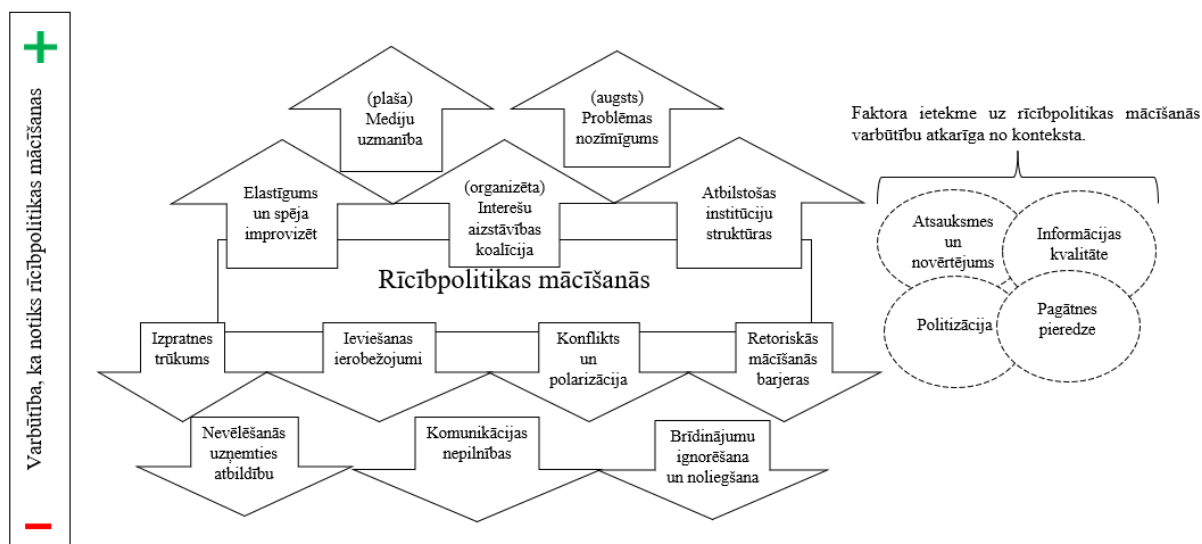 Varbūtība, ka notiks rīcībpolitikas mācīšanas
(plaša)
Mediju
uzmanība
(augsts)
Problēmas
nozīmīgums
Elastīgums
un spēja
improvizēt
(organizēta)
Interešu
aizstāvības
koalīcija
Atbilstošas
institūciju
struktūras
Rīcībpolitikas mācīšanās
Izpratnes
trūkums
Ieviešanas
ierobežojumi
Konflikts
un
polarizācija
Retoriskās
mācīšanās
barjeras
Nevēlēšanās
uzņemties
atbildību
Komunikācijas
nepilnības
Brīdinājumu
ignorēšana
un noliegšana
Faktora ietekme uz rīcībpolitikas mācīšanās
varbūtību atkarīga no konteksta.
Atsauksmes
un
novērtējums
Informācijas
kvalitāte
Politizācija
Pagātnes
pieredze